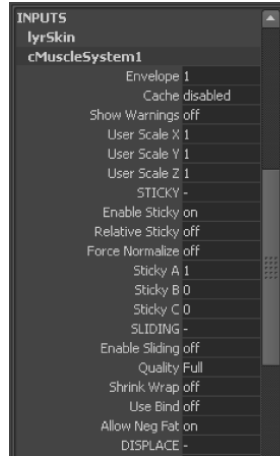 INPUTS
lyrSkin
cMuscleSystem1
Envelope 1
Cache disabled
Show Warnings off
User Scale X 1
User Scale Y 1
User Scale Z 1
STICKY -
Enable Sticky on
Relative Sticky off
Force Normalize off
Sticky A 1
Sticky B 0
Sticky C 0
SLIDING -
Enable Sliding off
Quality Full
Shrink Wrap off
Use Bind off
Allow Neg Fat on
DISPLACE -